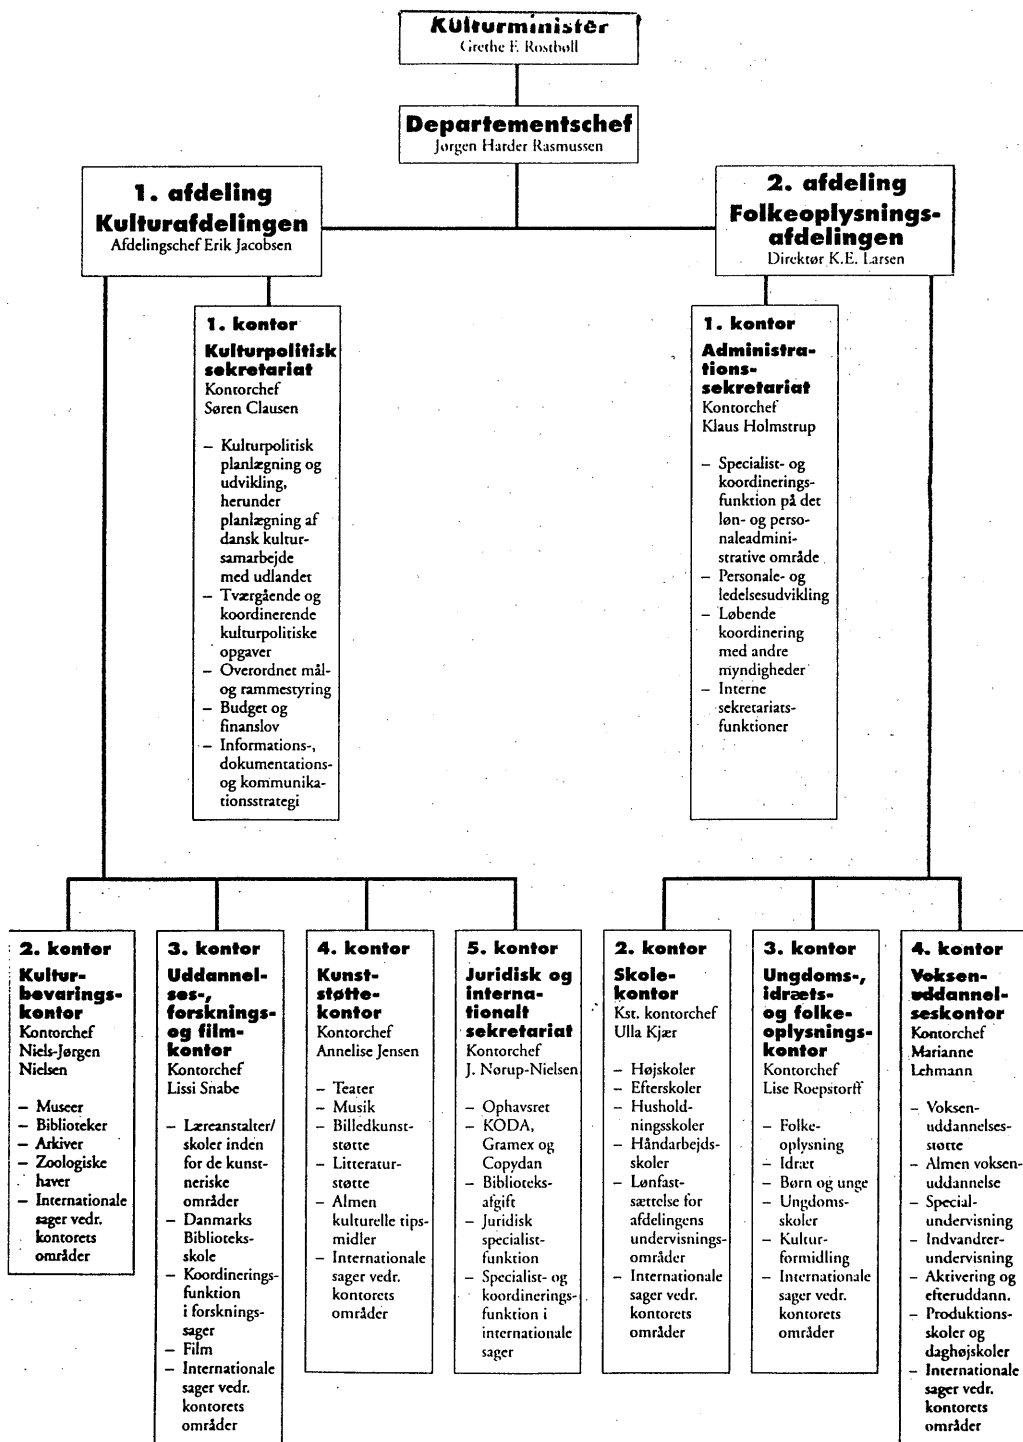 Kulturminister
Grethe F. Rostbøll
Departementschef
Jørgen Harder Rasmussen
1. afdeling
Kulturafdelingen
Afdelingschef Erik Jacobsen
2. afdeling
Folkeoplysnings-
afdelingen
Direktør K.E. Larsen
1. kontor
Kulturpolitisk
sekretariat
Kontorchef
Søren Clausen
– Kulturpolitisk
planlægning og
udvikling,
herunder
planlægning af
dansk kultur-
samarbejde
med udlandet
– Tværgående og
koordinerende
kulturpolitiske
opgaver
– Overordnet mål-
og rammestyring
– Budget og
finanslov
– Informations-,
dokumentations-
og kommunika-
tionsstrategi
1. kontor
Administra-
tions-
sekretariat
Kontorchef
Klaus Holmstrup
– Specialist- og
koordinerings-
funktion på det
løn- og perso-
naleadmini-
strative område
– Personale- og
ledelsesudvikling
– Løbende
koordinering
med andre
myndigheder
– Interne
sekretariats-
funktioner
2. kontor
Kultur-
bevarings-
kontor
Kontorchef
Niels-Jørgen
Nielsen
– Museer
– Biblioteker
– Arkiver
– Zoologiske
haver
– Internationale
sager vedr.
kontorets
områder
3. kontor
Uddannel-
ses-,
forsknings-
og film-
kontor
Kontorchef
Lissi Snabe
– Læreanstalter/
skoler inden
for de kunst-
neriske
områder
– Danmarks
Biblioteks-
skole
– Koordinerings-
funktion
i forsknings-
sager
– Film
– Internationale
sager vedr.
kontorets
områder
4. kontor
Kunst-
støtte-
kontor
Kontorchef
Annelise Jensen
– Teater
– Musik
– Billedkunst-
støtte
– Litteratur-
støtte
– Almen
kulturelle tips-
midler
– Internationale
sager vedr.
kontorets
områder
5. kontor
Juridisk og
interna-
tionalt
sekretariat
Kontorchef
J. Nørup-Nielsen
– Ophavsret
– KODA,
Gramex og
Copydan
– Biblioteks-
afgift
– Juridisk
specialist-
funktion
– Specialist- og
koordinerings-
funktion i
internationale
sager
2. kontor
Skole-
kontor
Kst. kontorchef
Ulla Kjær
– Højskoler
– Efterskoler
– Hushold-
ningsskoler
– Håndarbejds-
skoler
– Lønfast-
sættelse for
afdelingens
undervisnings-
områder
– Internationale
sager vedr.
kontorets
områder
3. kontor
Ungdoms-,
idræts-
og folke-
oplysnings-
kontor
Kontorchef
Lise Roepstorff
– Folke-
oplysning
– Idræt
– Børn og unge
– Ungdoms-
skoler
– Kultur-
formidling
– Internationale
sager vedr.
kontorets
områder
4. kontor
Voksen-
uddannel-
seskontor
Kontorchef
Marianne
Lehmann
– Voksen-
uddannelses-
støtte
– Almen voksen-
uddannelse
– Special-
undervisning
– Indvandrer-
undervisning
– Aktivering og
efteruddann.
– Produktions-
skoler og
daghøjskoler
– Internationale
sager vedr.
kontorets
områder